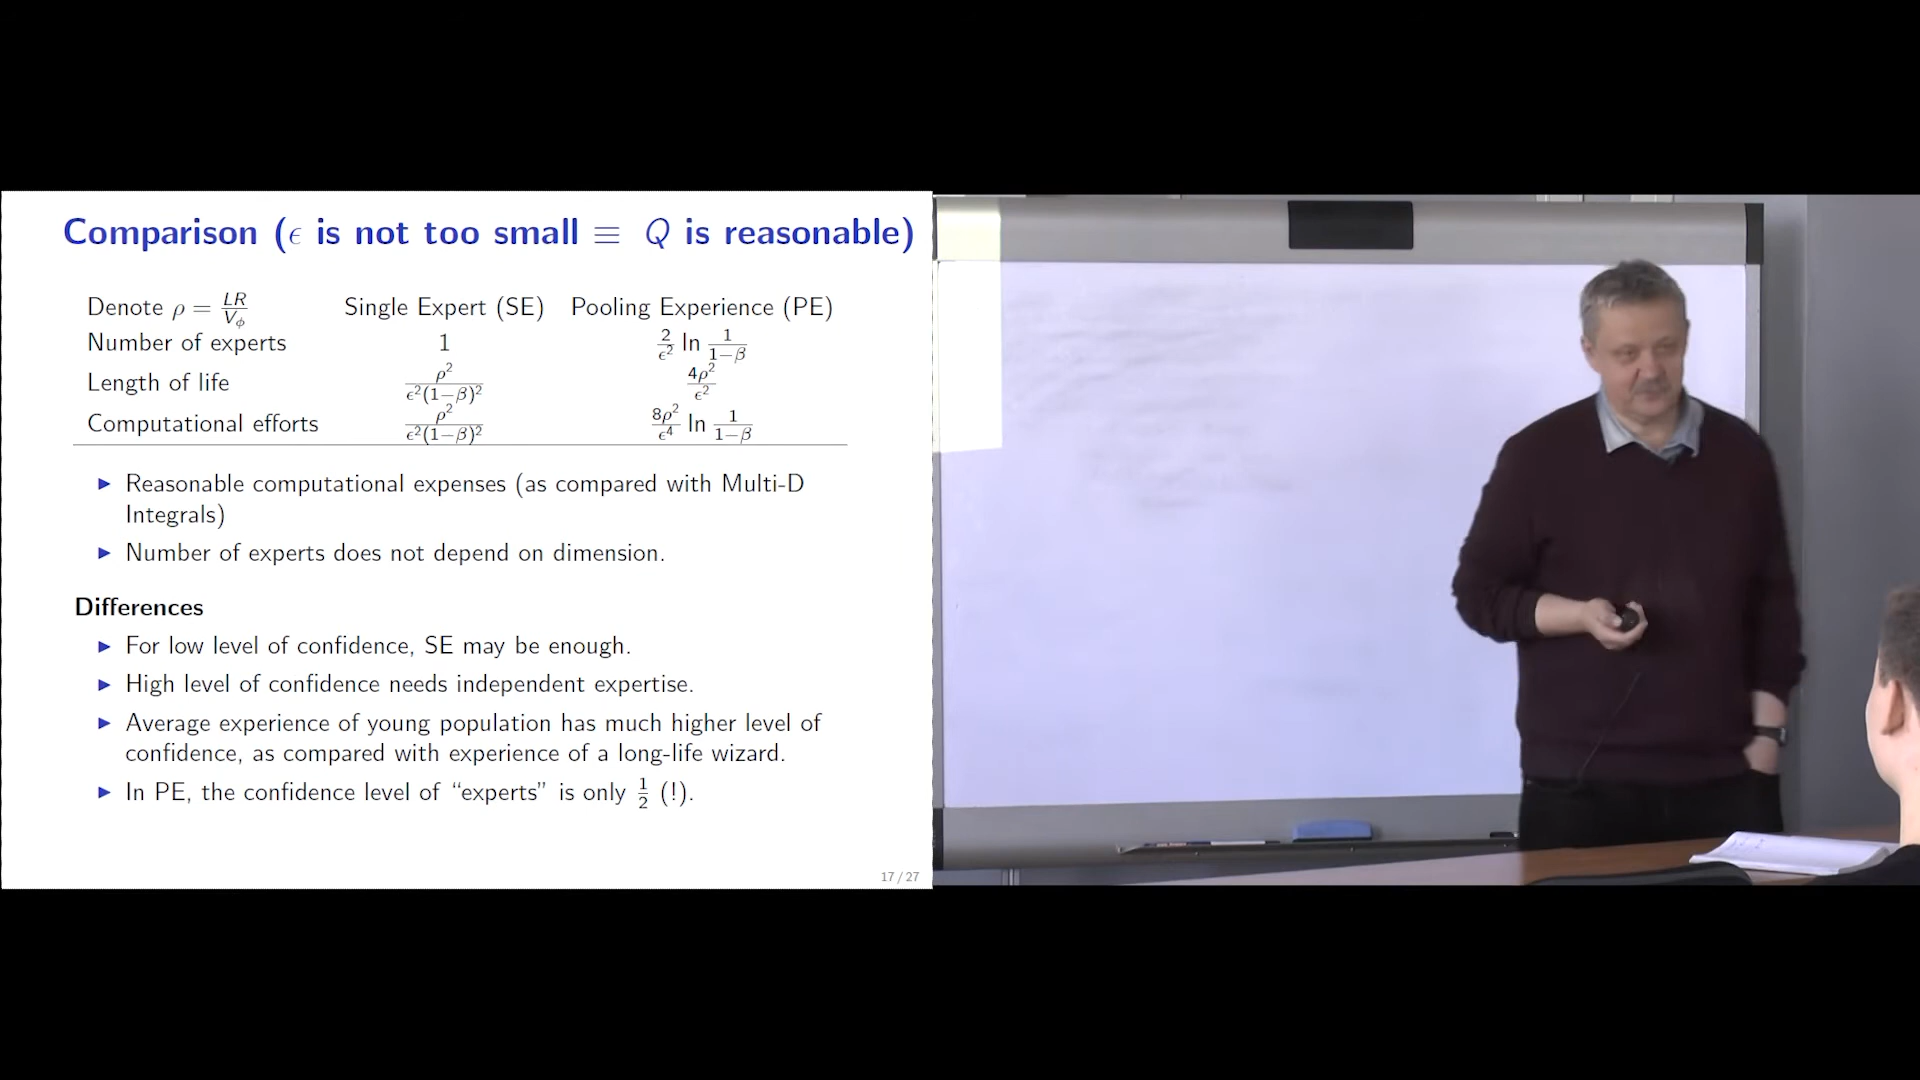 Comparison (ϵ is not too small ≡ Q is reasonable)
Denote ρ = LR/V_ϕ Single Expert (SE) Pooling Experience (PE)
Number of experts 1 2/ϵ² ln 1/(1−β)
Length of life ρ²/(ϵ²(1−β)²) 4ρ²/ϵ²
Computational efforts ρ²/(ϵ²(1−β)²) 8ρ²/ϵ⁴ ln 1/(1−β)
▶ Reasonable computational expenses (as compared with Multi-D
Integrals)
▶ Number of experts does not depend on dimension.
Differences
▶ For low level of confidence, SE may be enough.
▶ High level of confidence needs independent expertise.
▶ Average experience of young population has much higher level of
confidence, as compared with experience of a long-life wizard.
▶ In PE, the confidence level of “experts” is only 1/2 (!).
17 / 27